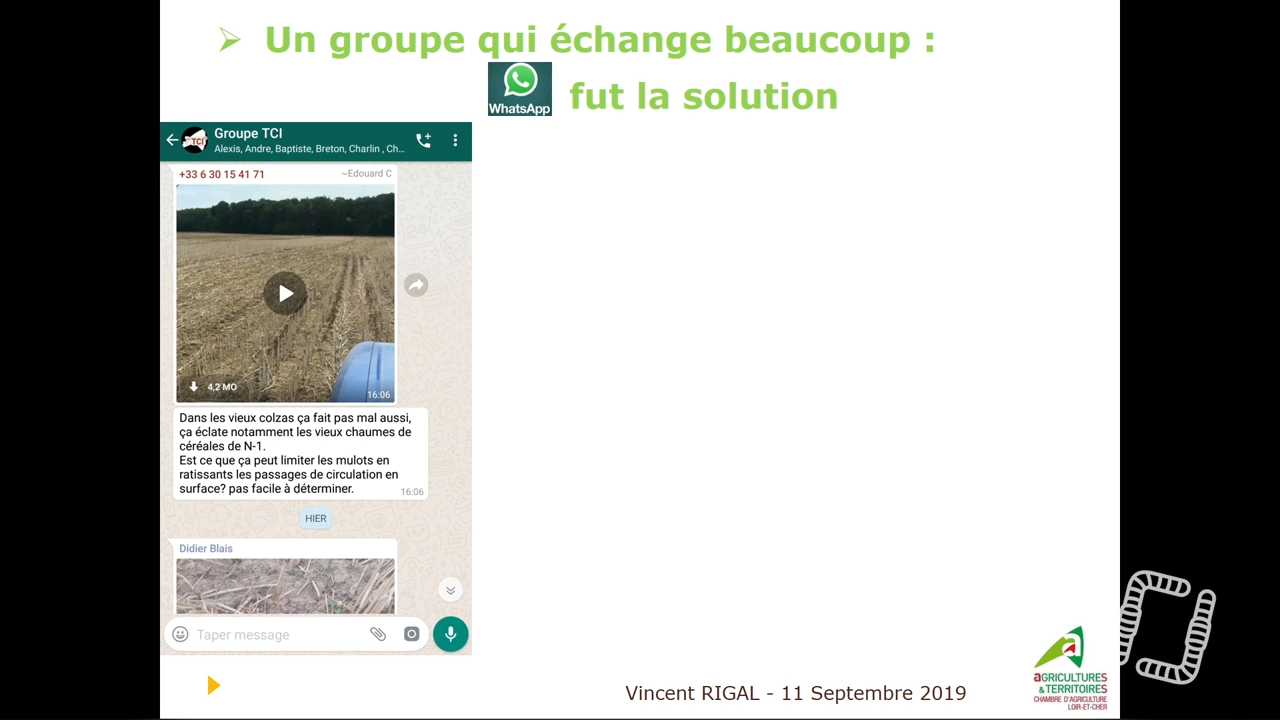 Un groupe qui échange beaucoup :
WhatsApp fut la solution
Groupe TCI
Alexis, Andre, Baptiste, Breton, Charlin , Ch...
+33 6 30 15 41 71 ~Edouard C
4,2 MO
16:06
Dans les vieux colzas ça fait pas mal aussi,
ça éclate notamment les vieux chaumes de
céréales de N-1.
Est ce que ça peut limiter les mulots en
ratissants les passages de circulation en
surface? pas facile à déterminer.
16:06
HIER
Didier Blais
Taper message
Vincent RIGAL - 11 Septembre 2019
aGRICULTURES
& TERRITOIRES
CHAMBRE D'AGRICULTURE
LOIR-ET-CHER